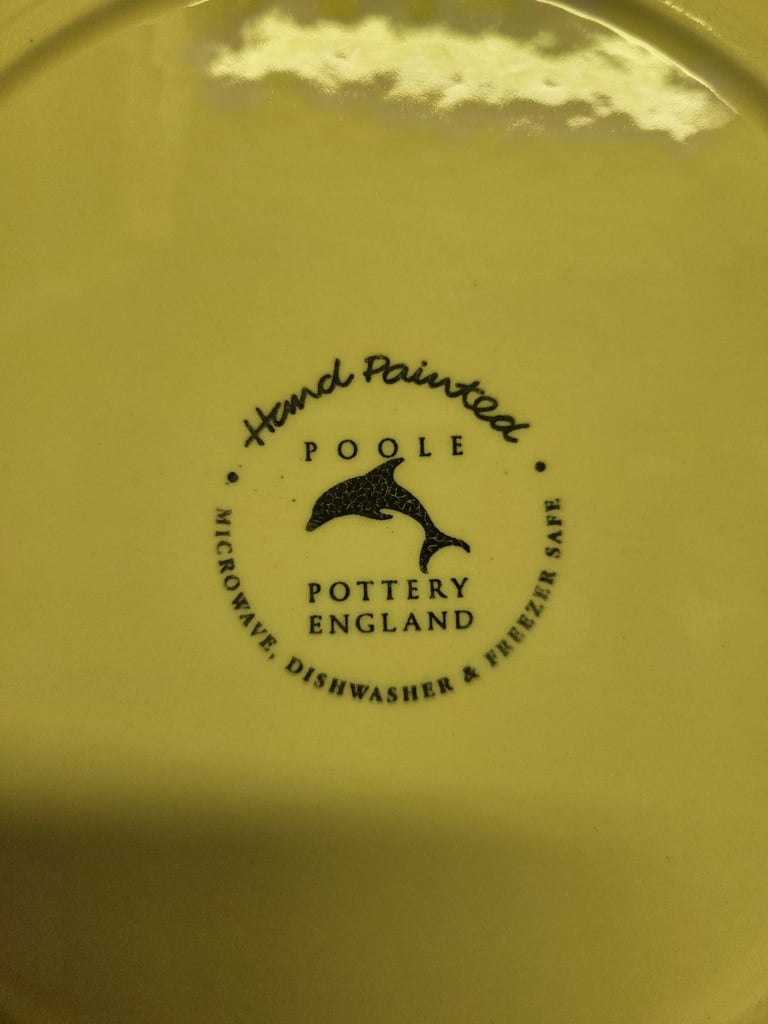 Hand Painted
POOLE
POTTERY
ENGLAND
• MICROWAVE, DISHWASHER & FREEZER SAFE •